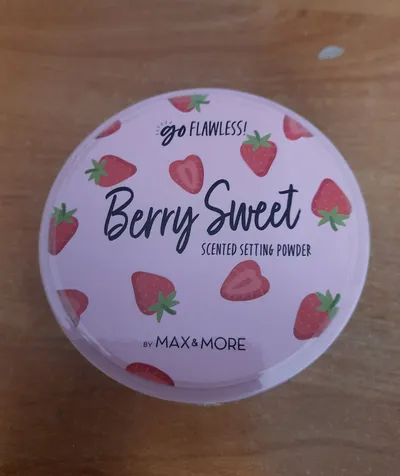 go FLAWLESS!
Berry Sweet
SCENTED SETTING POWDER
BY MAX & MORE